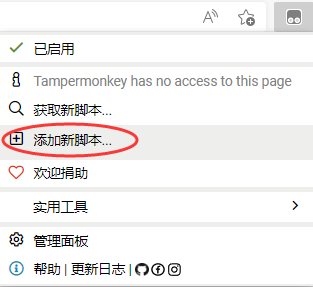 已启用
Tampermonkey has no access to this page
获取新脚本...
添加新脚本...
欢迎捐助
实用工具
管理面板
帮助 | 更新日志 |